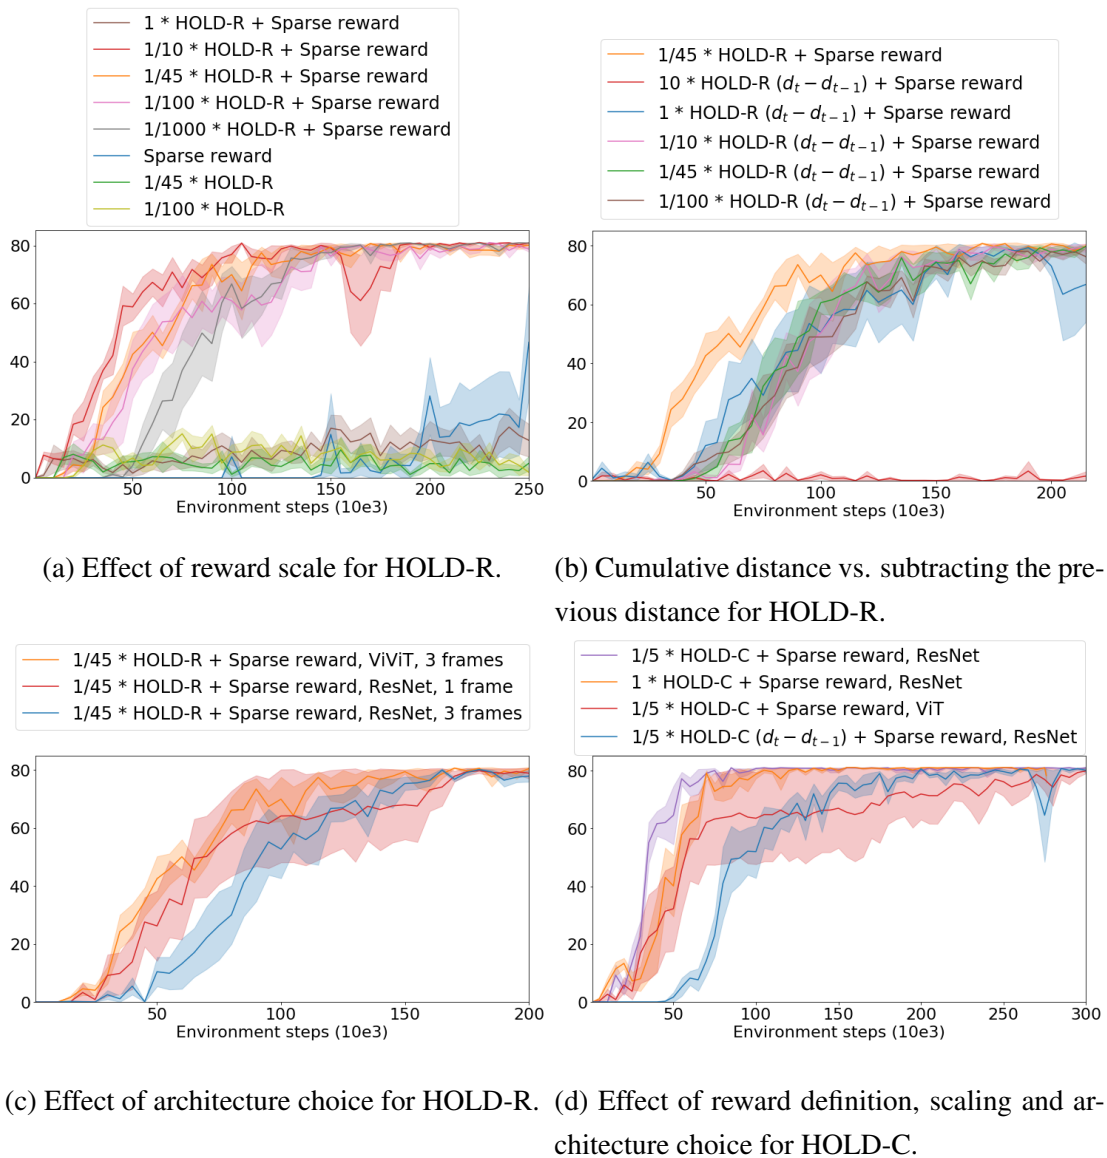 1 * HOLD-R + Sparse reward
1/10 * HOLD-R + Sparse reward
1/45 * HOLD-R + Sparse reward
1/100 * HOLD-R + Sparse reward
1/1000 * HOLD-R + Sparse reward
Sparse reward
1/45 * HOLD-R
1/100 * HOLD-R
80
60
40
20
0
50 100 150 200 250
Environment steps (10e3)
(a) Effect of reward scale for HOLD-R.
1/45 * HOLD-R + Sparse reward
10 * HOLD-R (d_t − d_{t−1}) + Sparse reward
1 * HOLD-R (d_t − d_{t−1}) + Sparse reward
1/10 * HOLD-R (d_t − d_{t−1}) + Sparse reward
1/45 * HOLD-R (d_t − d_{t−1}) + Sparse reward
1/100 * HOLD-R (d_t − d_{t−1}) + Sparse reward
80
60
40
20
0
50 100 150 200
Environment steps (10e3)
(b) Cumulative distance vs. subtracting the pre-
vious distance for HOLD-R.
1/45 * HOLD-R + Sparse reward, ViViT, 3 frames
1/45 * HOLD-R + Sparse reward, ResNet, 1 frame
1/45 * HOLD-R + Sparse reward, ResNet, 3 frames
80
60
40
20
0
50 100 150 200
Environment steps (10e3)
(c) Effect of architecture choice for HOLD-R.
1/5 * HOLD-C + Sparse reward, ResNet
1 * HOLD-C + Sparse reward, ResNet
1/5 * HOLD-C + Sparse reward, ViT
1/5 * HOLD-C (d_t − d_{t−1}) + Sparse reward, ResNet
80
60
40
20
0
50 100 150 200 250 300
Environment steps (10e3)
(d) Effect of reward definition, scaling and ar-
chitecture choice for HOLD-C.